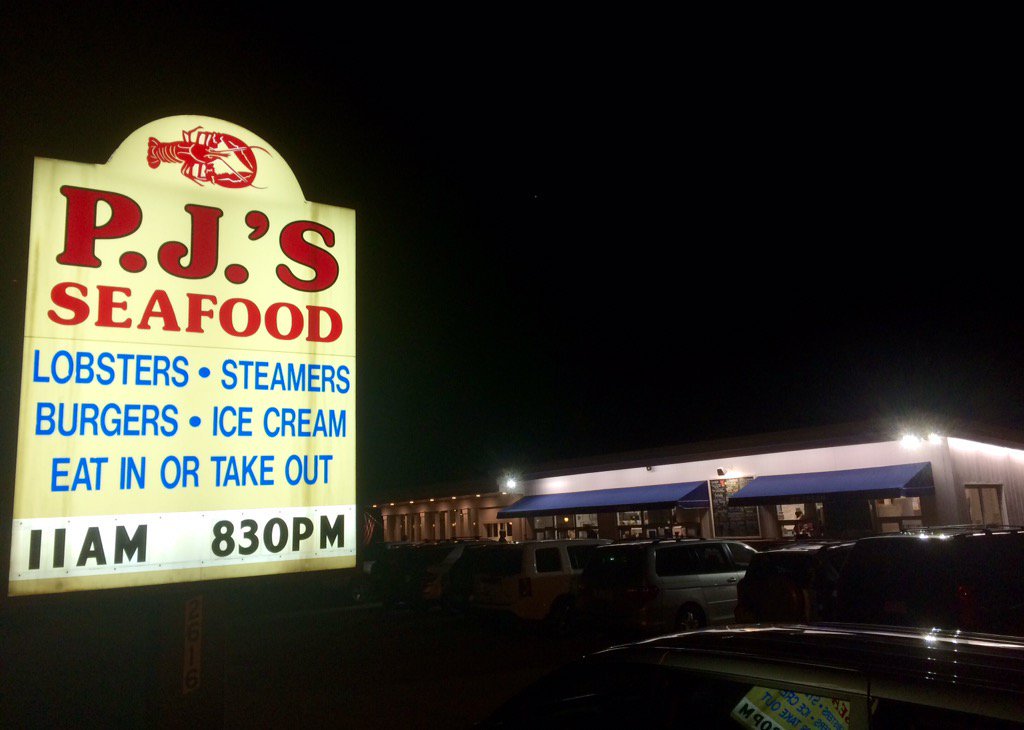 P.J.'S
SEAFOOD
LOBSTERS • STEAMERS
BURGERS • ICE CREAM
EAT IN OR TAKE OUT
11AM 830PM